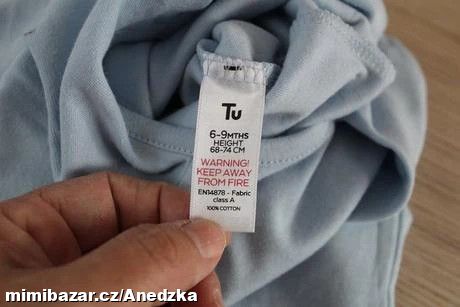 Tu
6-9MTHS
HEIGHT
68-74 CM
WARNING!
KEEP AWAY
FROM FIRE
EN14878 - Fabric
class A
100% COTTON
mimibazar.cz/Anedzka